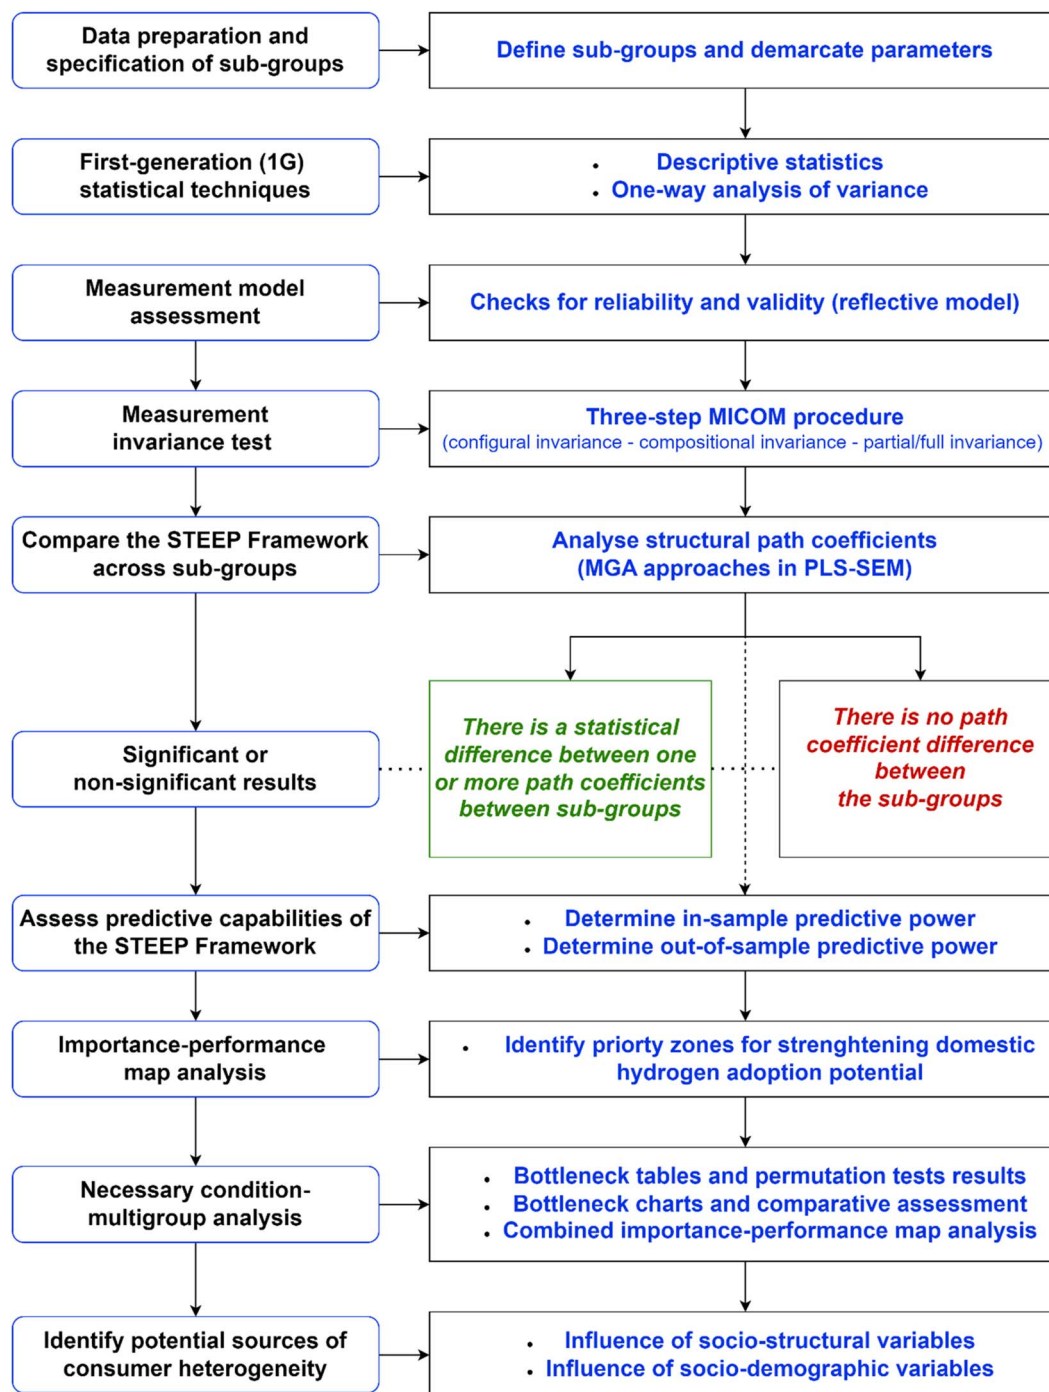 Data preparation and
specification of sub-groups
Define sub-groups and demarcate parameters
First-generation (1G)
statistical techniques
• Descriptive statistics
• One-way analysis of variance
Measurement model
assessment
Checks for reliability and validity (reflective model)
Measurement
invariance test
Three-step MICOM procedure
(configural invariance - compositional invariance - partial/full invariance)
Compare the STEEP Framework
across sub-groups
Analyse structural path coefficients
(MGA approaches in PLS-SEM)
Significant or
non-significant results
There is a statistical
difference between one
or more path coefficients
between sub-groups
There is no path
coefficient difference
between
the sub-groups
Assess predictive capabilities of
the STEEP Framework
• Determine in-sample predictive power
• Determine out-of-sample predictive power
Importance-performance
map analysis
• Identify priorty zones for strenghtening domestic
hydrogen adoption potential
Necessary condition-
multigroup analysis
• Bottleneck tables and permutation tests results
• Bottleneck charts and comparative assessment
• Combined importance-performance map analysis
Identify potential sources of
consumer heterogeneity
• Influence of socio-structural variables
• Influence of socio-demographic variables